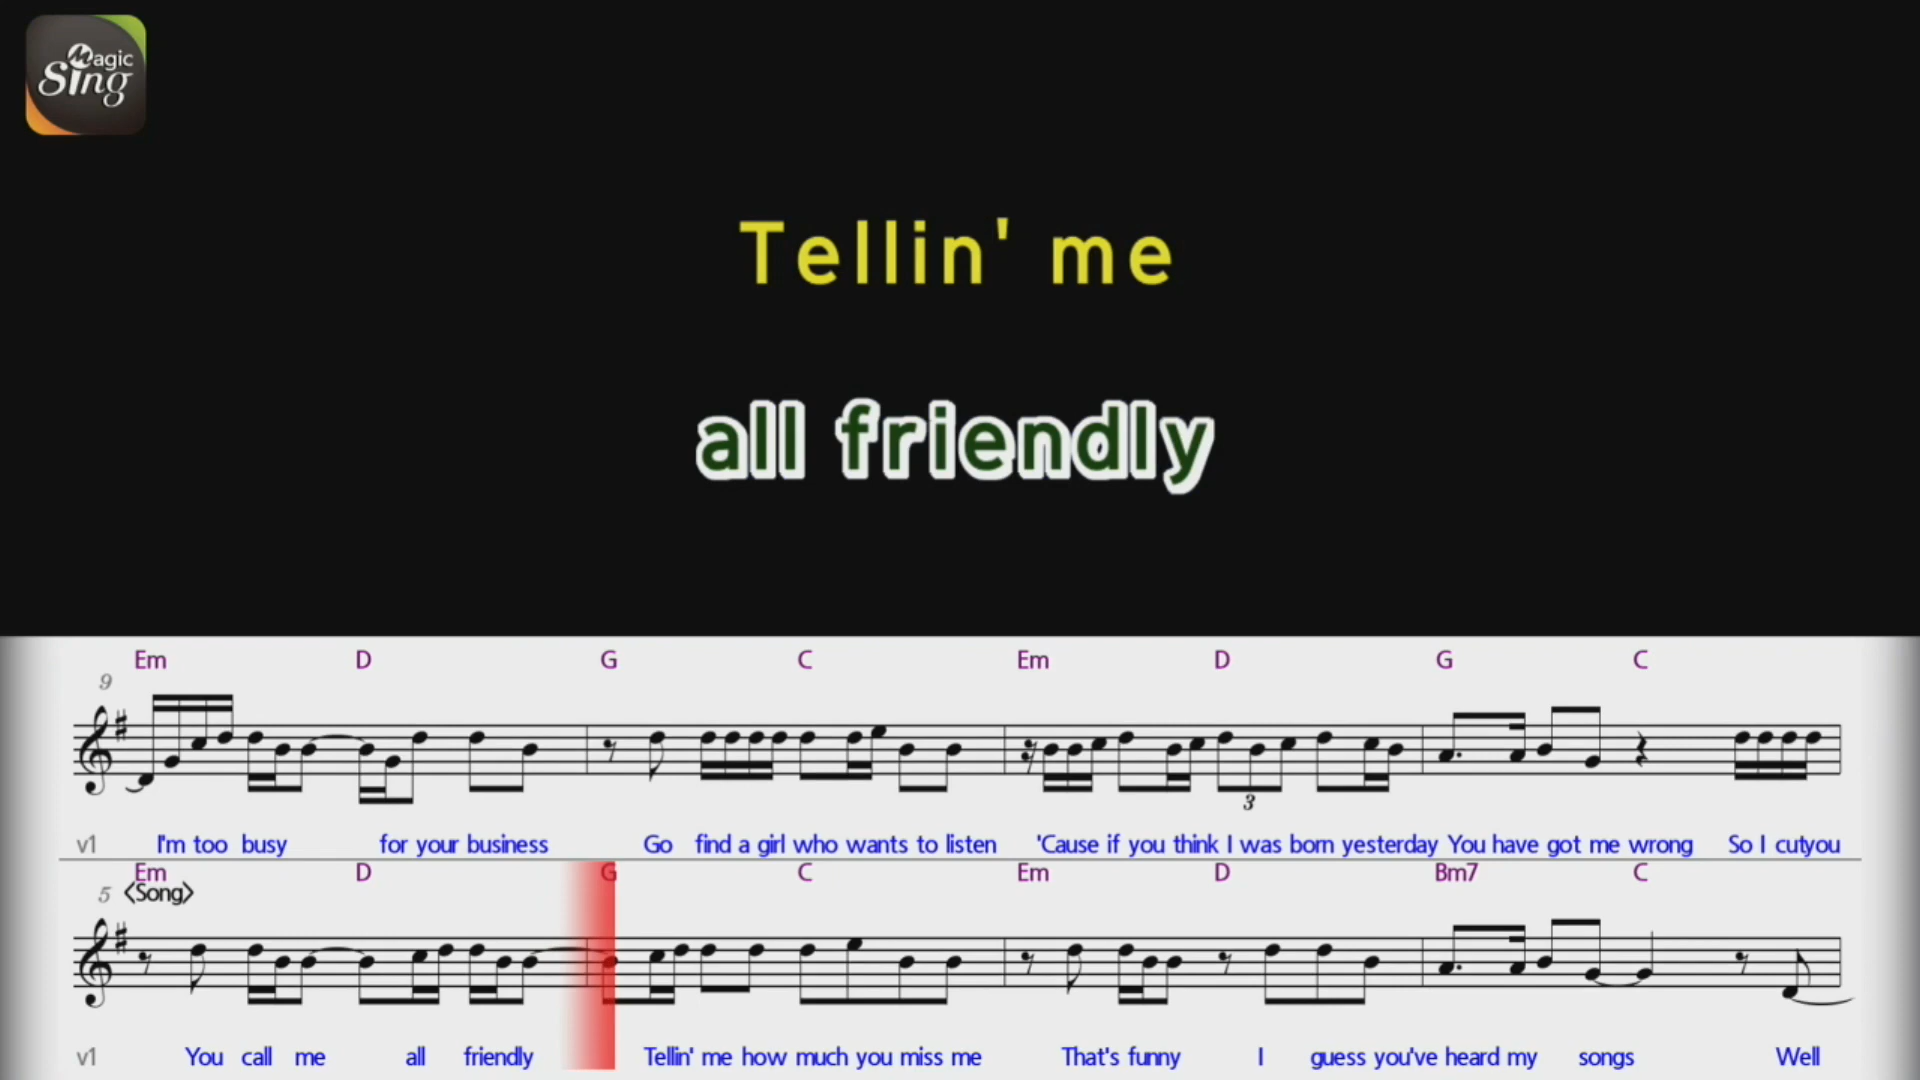 Magic
Sing
Tellin' me
all friendly
Em D G C Em D G C
9
3
v1 I'm too busy for your business Go find a girl who wants to listen 'Cause if you think I was born yesterday You have got me wrong So I cutyou
Em D G C Em D Bm7 C
5 <Song>
v1 You call me all friendly Tellin' me how much you miss me That's funny I guess you've heard my songs Well